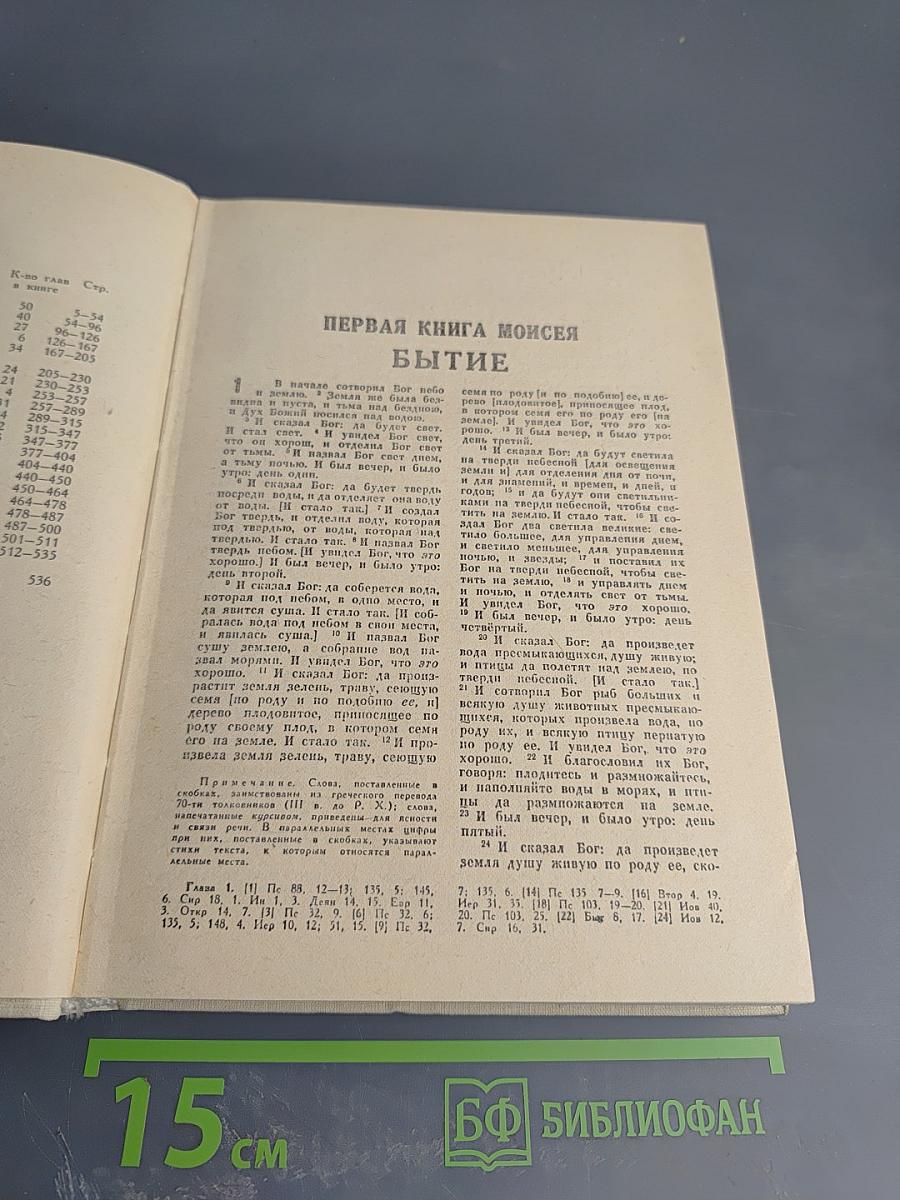 К-во глав Стр.
в книге
50 5—54
40 54—96
27 96—126
6 126—167
34 167—205
24 205—230
21 230—253
4 253—257
31 257—289
4 289—315
2 315—347
347—377
377—404
404—440
440—450
450—464
464—478
478—487
487—500
501—511
512—535
536
ПЕРВАЯ КНИГА МОИСЕЯ
БЫТИЕ
1 В начале сотворил Бог небо
и землю. 2 Земля же была без-
видна и пуста, и тьма над бездною,
и Дух Божий носился над водою.
3 И сказал Бог: да будет свет.
И стал свет. 4 И увидел Бог свет,
что он хорош, и отделил Бог свет
от тьмы. 5 И назвал Бог свет днем,
а тьму ночью. И был вечер, и было
утро: день один.
6 И сказал Бог: да будет твердь
посреди воды, и да отделяет она воду
от воды. [И стало так.] 7 И создал
Бог твердь, и отделил воду, которая
под твердью, от воды, которая над
твердью. И стало так. 8 И назвал Бог
твердь небом. [И увидел Бог, что это
хорошо.] И был вечер, и было утро:
день второй.
9 И сказал Бог: да соберется вода,
которая под небом, в одно место, и
да явится суша. И стало так. [И соб-
ралась вода под небом в свои места,
и явилась суша.] 10 И назвал Бог
сушу землею, а собрание вод на-
звал морями. И увидел Бог, что это
хорошо. 11 И сказал Бог: да произ-
растит земля зелень, траву, сеющую
семя [по роду и по подобию ее, и]
дерево плодовитое, приносящее по
роду своему плод, в котором семя
его на земле. И стало так. 12 И про-
извела земля зелень, траву, сеющую
Примечание. Слова, поставленные в
скобках, заимствованы из греческого перевода
70-ти толковников (III в. до Р. Х.); слова,
напечатанные курсивом, приведены для ясности
и связи речи. В параллельных местах цифры
при них, поставленные в скобках, указывают
стихи текста, к которым относятся парал-
лельные места.
семя по роду [и по подобию] ее, и де-
рево [плодовитое], приносящее плод,
в котором семя его по роду его [на
земле]. И увидел Бог, что это хо-
рошо. 13 И был вечер, и было утро:
день третий.
14 И сказал Бог: да будут светила
на тверди небесной [для освещения
земли и] для отделения дня от ночи,
и для знамений, и времен, и дней, и
годов; 15 и да будут они светильни-
ками на тверди небесной, чтобы све-
тить на землю. И стало так. 16 И со-
здал Бог два светила великие: све-
тило большее, для управления днем,
и светило меньшее, для управления
ночью, и звезды; 17 и поставил их
Бог на тверди небесной, чтобы све-
тить на землю, 18 и управлять днем
и ночью, и отделять свет от тьмы.
И увидел Бог, что это хорошо.
19 И был вечер, и было утро: день
четвёртый.
20 И сказал Бог: да произведет
вода пресмыкающихся, душу живую;
и птицы да полетят над землею, по
тверди небесной. [И стало так.]
21 И сотворил Бог рыб больших и
всякую душу животных пресмыкаю-
щихся, которых произвела вода, по
роду их, и всякую птицу пернатую
по роду ее. И увидел Бог, что это
хорошо. 22 И благословил их Бог,
говоря: плодитесь и размножайтесь,
и наполняйте воды в морях, и пти-
цы да размножаются на земле.
23 И был вечер, и было утро: день
пятый.
24 И сказал Бог: да произведет
земля душу живую по роду ее, ско-
Глава 1. [1] Пс 88, 12—13; 135, 5; 145,
6. Сир 18, 1. Ин 1, 3. Деян 14, 15. Евр 11,
3. Откр 14, 7. [3] Пс 32, 9. [6] Пс 32, 6;
135, 5; 148, 4. Иер 10, 12; 51, 15. [9] Пс 32,
7; 135, 6. [14] Пс 135 7—9. [16] Втор 4, 19.
Иер 31, 35. [18] Пс 103, 19—20. [21] Иов 40,
20. Пс 103, 25. [22] Быт 8, 17. [24] Иов 12,
7. Сир 16, 31.
15 см
БФ БИБЛИОФАН